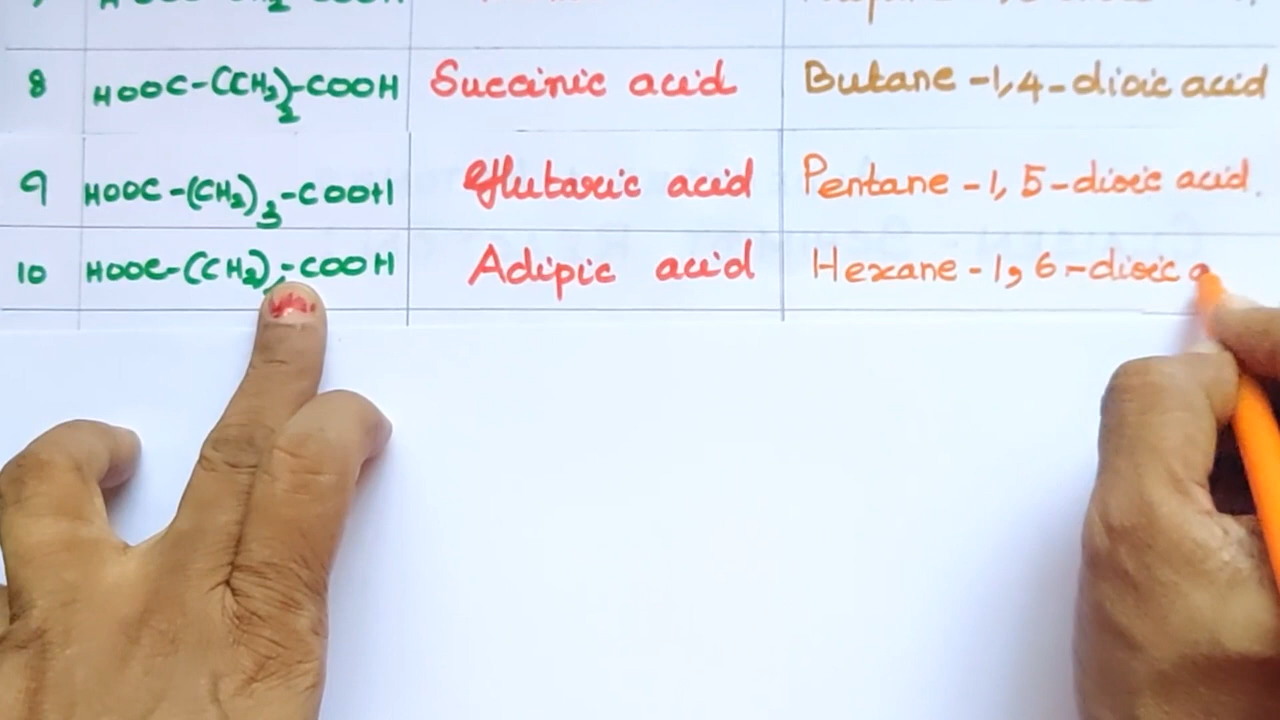 8 HOOC-(CH₂)₂-COOH Succinic acid Butane-1,4-dioic acid
9 HOOC-(CH₂)₃-COOH Glutaric acid Pentane-1,5-dioic acid.
10 HOOC-(CH₂) -COOH Adipic acid Hexane-1,6-dioic a